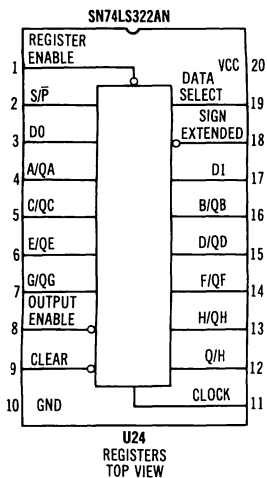 SN74LS322AN
REGISTER
ENABLE
VCC
20
1
DATA
SELECT
2
S/P̅
19
SIGN
EXTENDED
3
D0
18
4
A/QA
D1
17
5
C/QC
B/QB
16
6
E/QE
D/QD
15
7
G/QG
F/QF
14
OUTPUT
ENABLE
8
H/QH
13
9
CLEAR
Q/H
12
10
GND
CLOCK
11
U24
REGISTERS
TOP VIEW